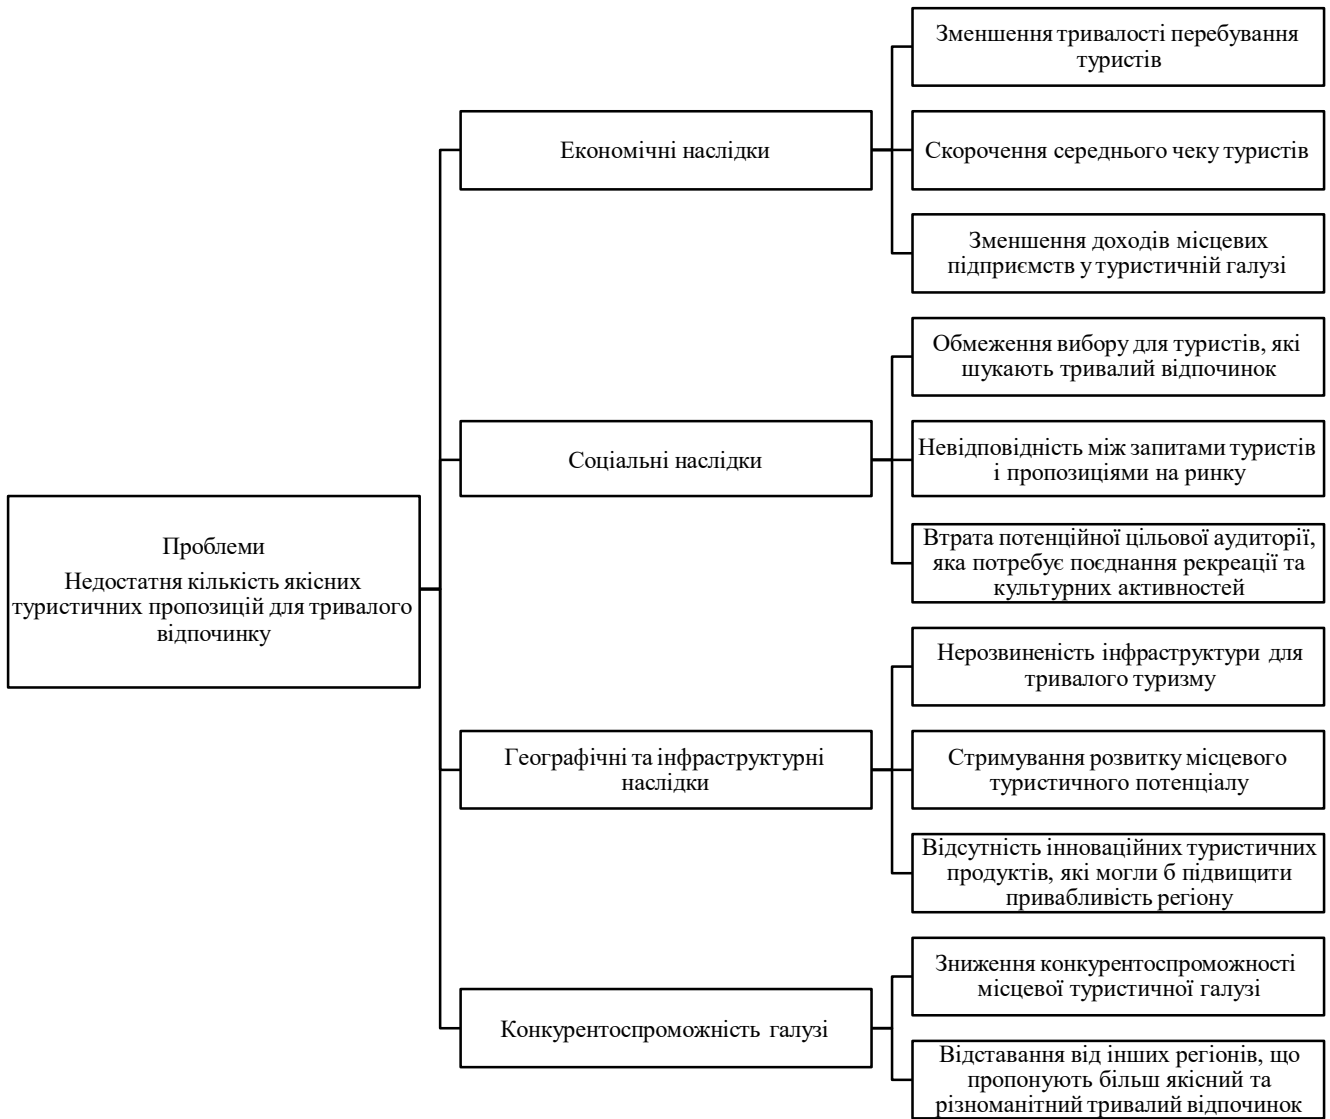 Проблеми
Недостатня кількість якісних
туристичних пропозицій для тривалого
відпочинку
Економічні наслідки
Зменшення тривалості перебування
туристів
Скорочення середнього чеку туристів
Зменшення доходів місцевих
підприємств у туристичній галузі
Соціальні наслідки
Обмеження вибору для туристів, які
шукають тривалий відпочинок
Невідповідність між запитами туристів
і пропозиціями на ринку
Втрата потенційної цільової аудиторії,
яка потребує поєднання рекреації та
культурних активностей
Географічні та інфраструктурні
наслідки
Нерозвиненість інфраструктури для
тривалого туризму
Стримування розвитку місцевого
туристичного потенціалу
Відсутність інноваційних туристичних
продуктів, які могли б підвищити
привабливість регіону
Конкурентоспроможність галузі
Зниження конкурентоспроможності
місцевої туристичної галузі
Відставання від інших регіонів, що
пропонують більш якісний та
різноманітний тривалий відпочинок